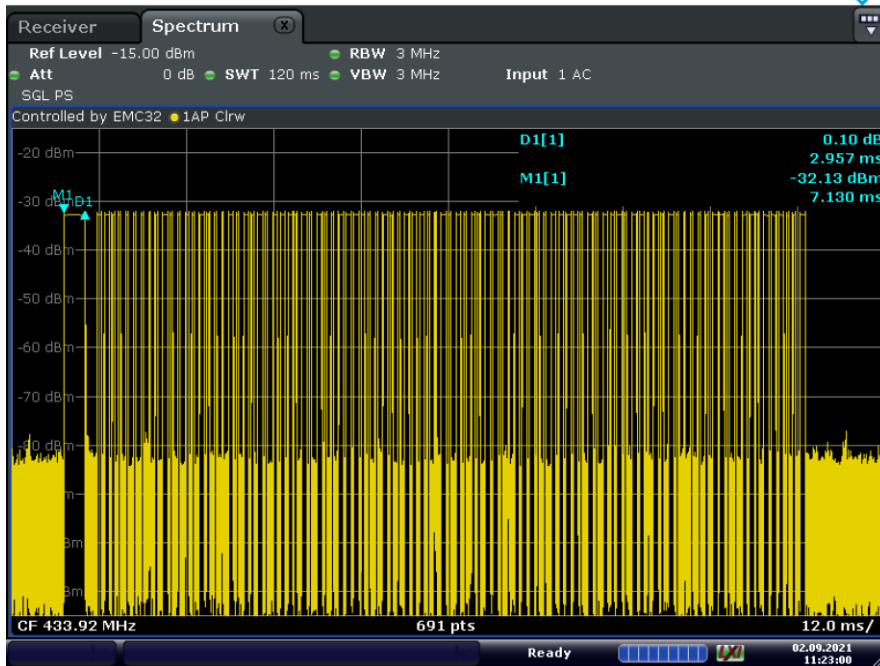 Receiver Spectrum X
Ref Level -15.00 dBm RBW 3 MHz
Att 0 dB SWT 120 ms VBW 3 MHz Input 1 AC
SGL PS
Controlled by EMC32 1AP Clrw
D1[1] 0.10 dB
2.957 ms
M1[1] -32.13 dBm
7.130 ms
-20 dBm
-30 dBm
M1
D1
-40 dBm
-50 dBm
-60 dBm
-70 dBm
-80 dBm
CF 433.92 MHz 691 pts 12.0 ms/
Ready LXI 02.09.2021
11:23:00